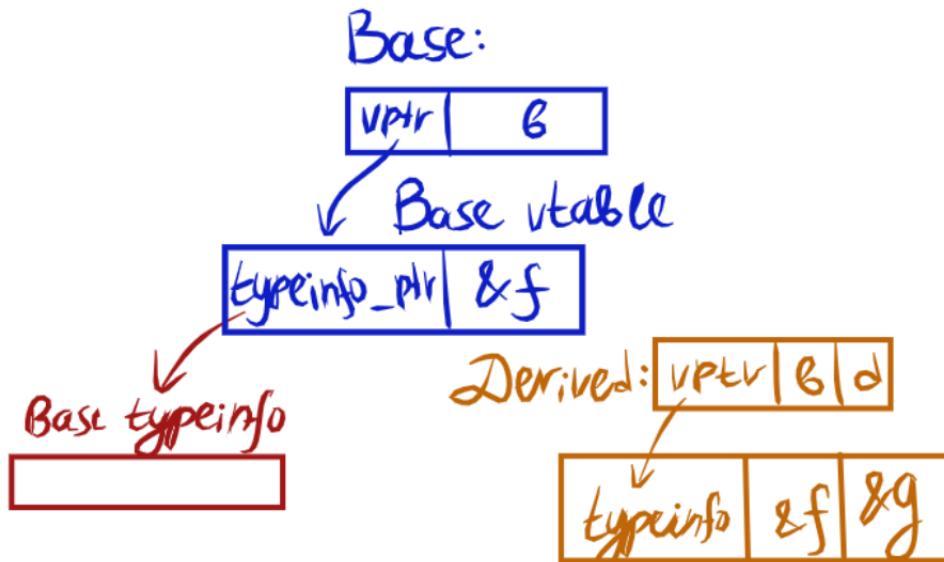 Base:
vptr б
Base vtable
typeinfo_ptr &f
Derived: vptr б d
Base typeinfo
typeinfo &f &g